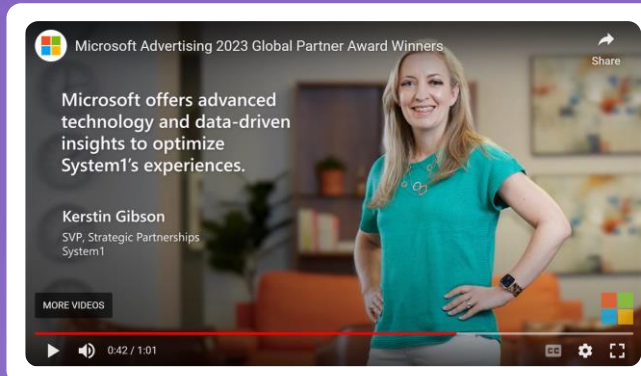 Microsoft Advertising 2023 Global Partner Award Winners
Share
Microsoft offers advanced
technology and data-driven
insights to optimize
System1’s experiences.
Kerstin Gibson
SVP, Strategic Partnerships
System1
MORE VIDEOS
0:42 / 1:01
CC